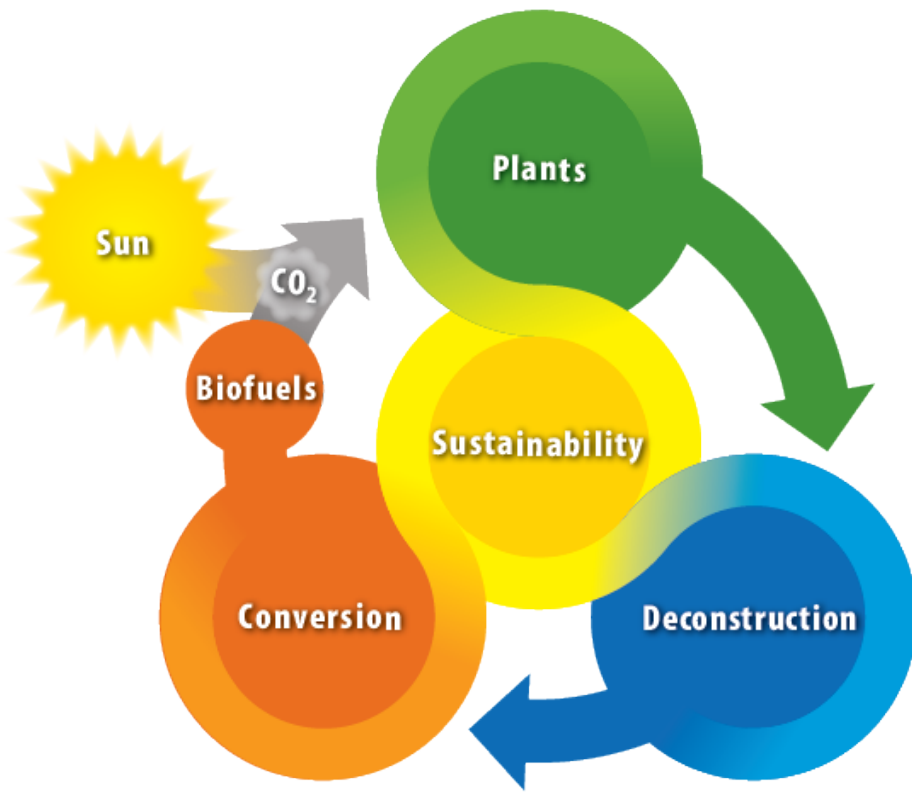 Plants
Sun
CO₂
Biofuels
Sustainability
Conversion
Deconstruction